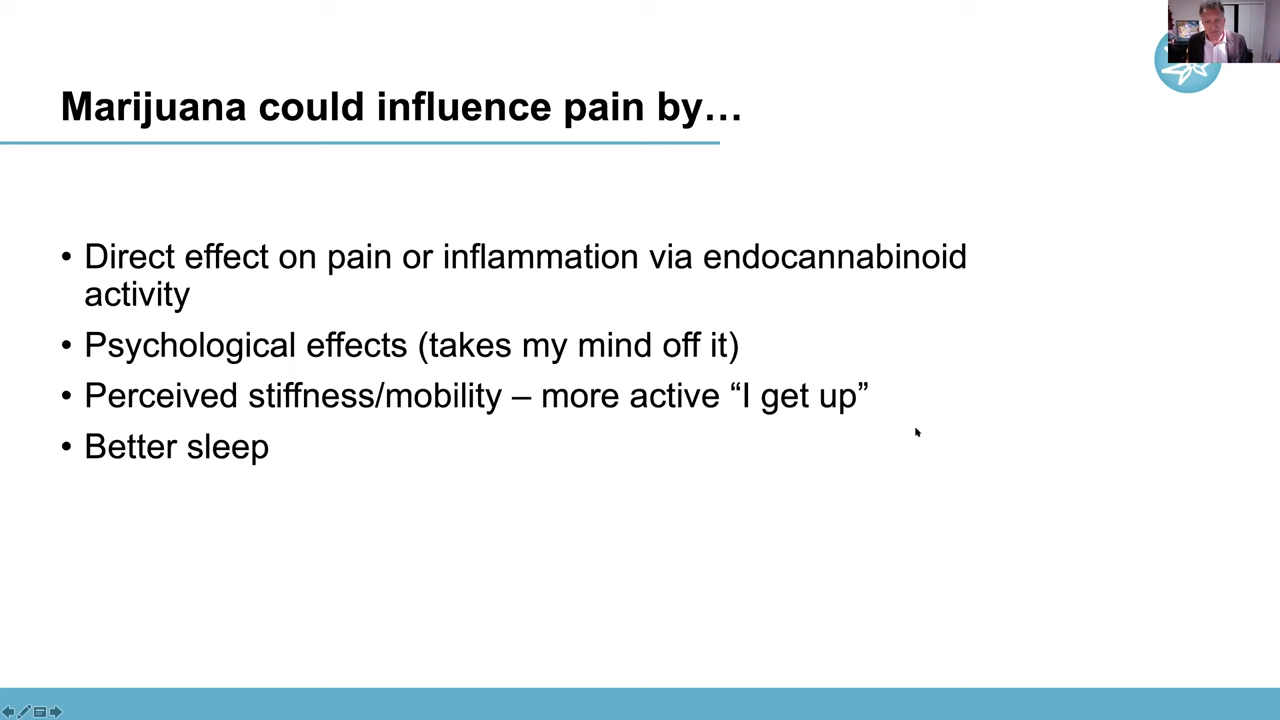 Marijuana could influence pain by…
• Direct effect on pain or inflammation via endocannabinoid
activity
• Psychological effects (takes my mind off it)
• Perceived stiffness/mobility – more active “I get up”
• Better sleep